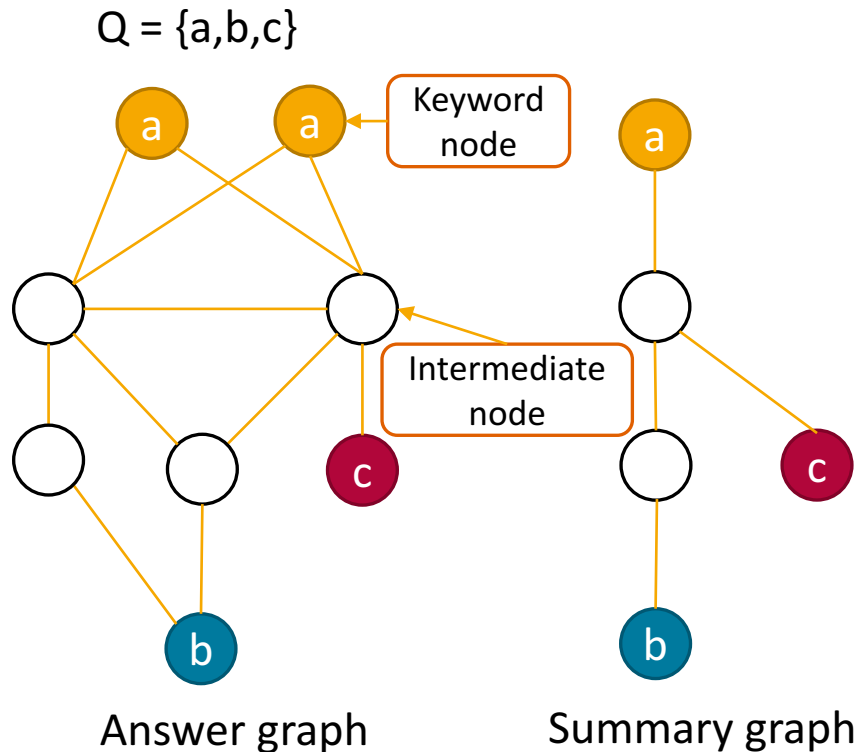 Q = {a,b,c}
a
a
Keyword
node
a
Intermediate
node
c
c
b
b
Answer graph
Summary graph